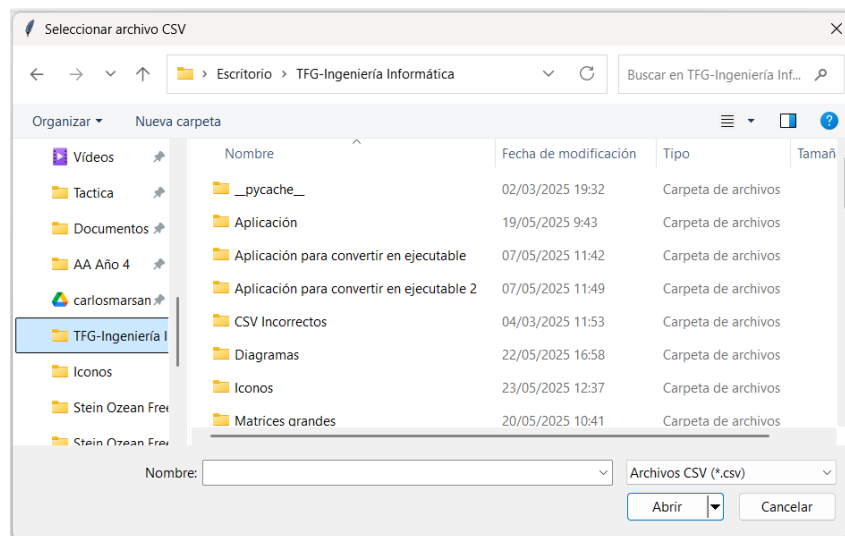 Seleccionar archivo CSV
Escritorio > TFG-Ingeniería Informática
Buscar en TFG-Ingeniería Inf...
Organizar
Nueva carpeta
Nombre
Fecha de modificación
Tipo
Tamañ
Vídeos
Tactica
Documentos
AA Año 4
carlosmarsan
TFG-Ingeniería I
Iconos
Stein Ozean Free
Stein Ozean Free
__pycache__ 02/03/2025 19:32 Carpeta de archivos
Aplicación 19/05/2025 9:43 Carpeta de archivos
Aplicación para convertir en ejecutable 07/05/2025 11:42 Carpeta de archivos
Aplicación para convertir en ejecutable 2 07/05/2025 11:49 Carpeta de archivos
CSV Incorrectos 04/03/2025 11:53 Carpeta de archivos
Diagramas 22/05/2025 16:58 Carpeta de archivos
Iconos 23/05/2025 12:37 Carpeta de archivos
Matrices grandes 20/05/2025 10:41 Carpeta de archivos
Nombre:
Archivos CSV (*.csv)
Abrir
Cancelar